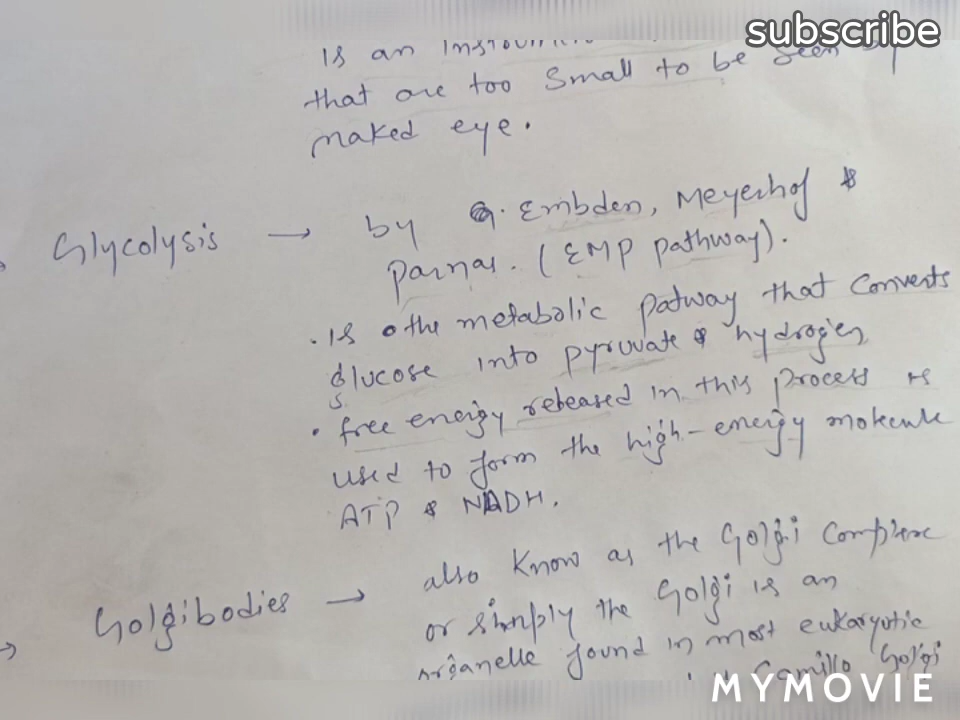 subscribe
is an
that are too small to be seen by
naked eye.
Glycolysis → by G. Embden, Meyerhof &
Parnas. (EMP pathway).
. is the metabolic patway that converts
glucose into pyruvate & hydrogen
• free energy released in this process is
used to form the high-energy molecule
ATP & NADH.
Golgibodies → also know as the Golgi Complex
or simply the Golgi is an
organelle found in most eukaryotic
Camillo Golgi
MYMOVIE